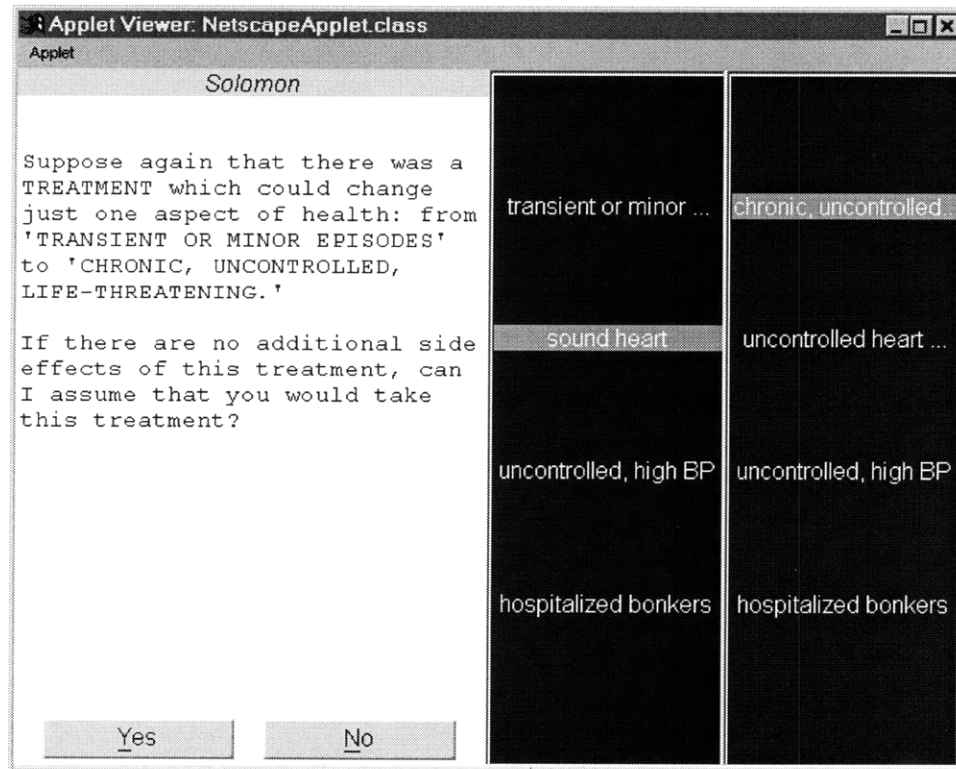 Applet Viewer: NetscapeApplet.class
Applet
Solomon
Suppose again that there was a
TREATMENT which could change
just one aspect of health: from
'TRANSIENT OR MINOR EPISODES'
to 'CHRONIC, UNCONTROLLED,
LIFE-THREATENING.'
If there are no additional side
effects of this treatment, can
I assume that you would take
this treatment?
Yes
No
transient or minor ...
sound heart
uncontrolled, high BP
hospitalized bonkers
chronic, uncontrolled...
uncontrolled heart ...
uncontrolled, high BP
hospitalized bonkers